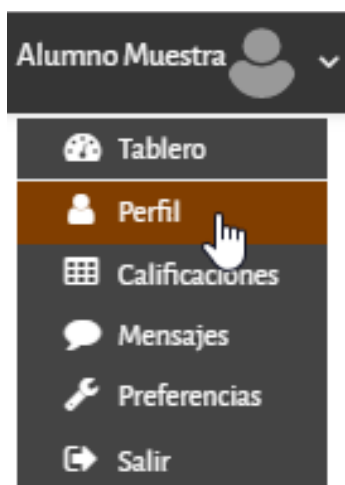 Alumno Muestra
Tablero
Perfil
Calificaciones
Mensajes
Preferencias
Salir